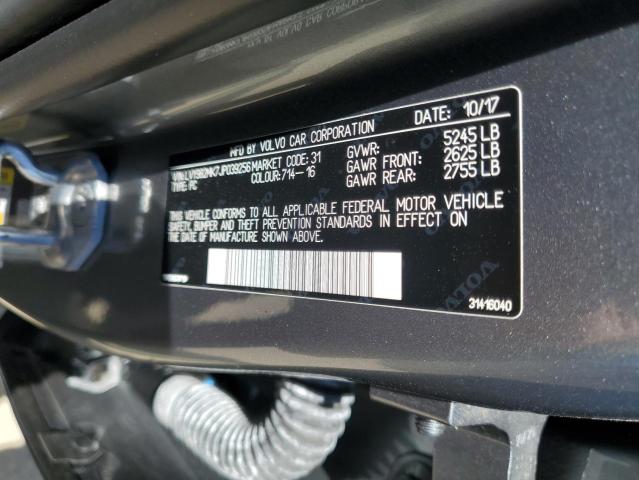 MFD BY VOLVO CAR CORPORATION DATE: 10/17
VIN: LVY982MK7JP039256 MARKET CODE: 31 GVWR: 5245 LB
TYPE: PC COLOUR: 714-16 GAWR FRONT: 2625 LB
GAWR REAR: 2755 LB
THIS VEHICLE CONFORMS TO ALL APPLICABLE FEDERAL MOTOR VEHICLE
SAFETY, BUMPER AND THEFT PREVENTION STANDARDS IN EFFECT ON
THE DATE OF MANUFACTURE SHOWN ABOVE.
VOLVO
31416040